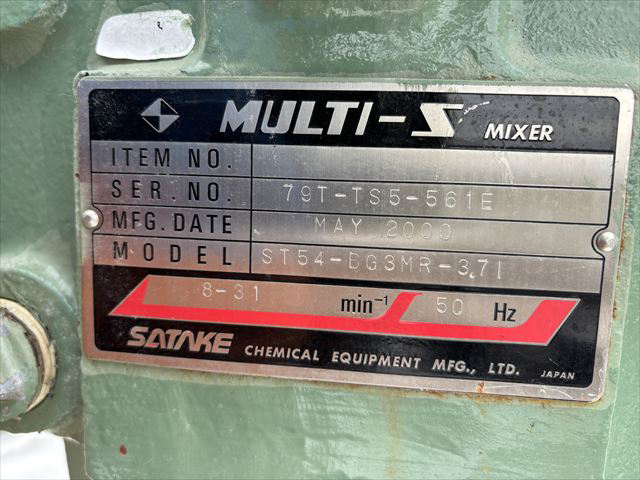 MULTI-S MIXER
ITEM NO.
SER. NO. 79T-TS5-561E
MFG. DATE MAY 2000
MODEL ST54-BG3MR-3.71
8-31 min⁻¹ 50 Hz
SATAKE CHEMICAL EQUIPMENT MFG., LTD. JAPAN